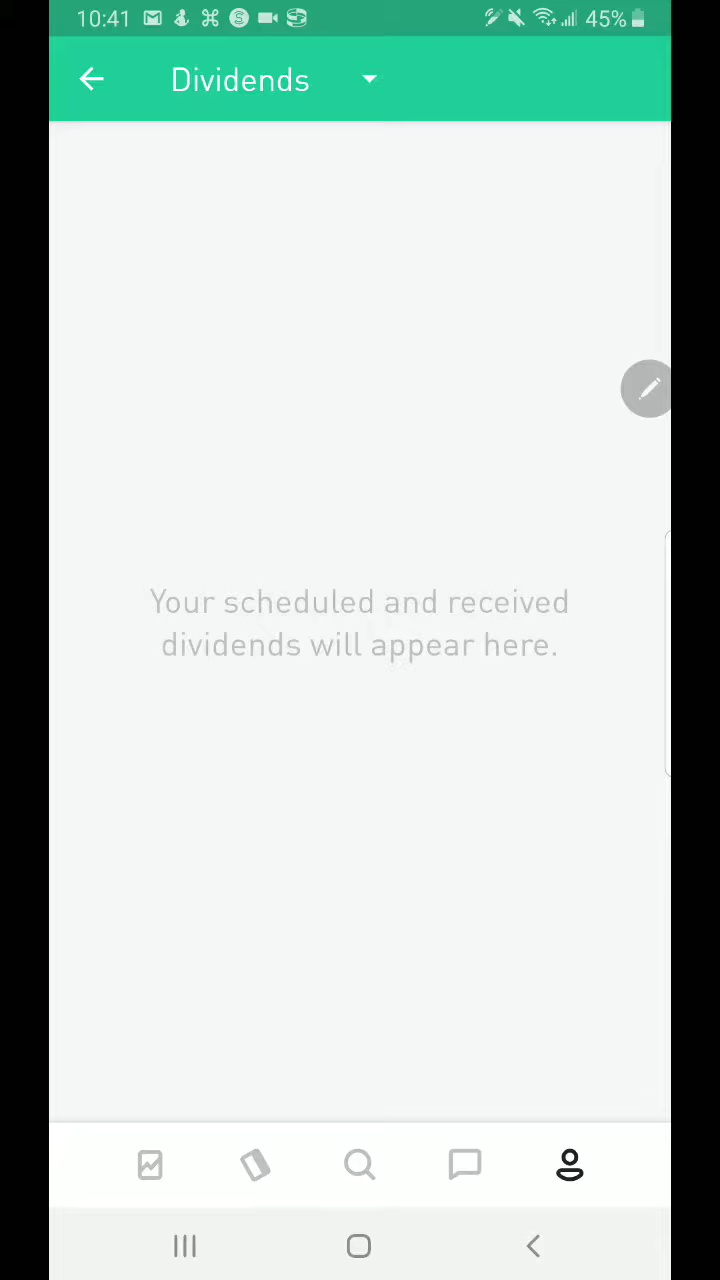 10:41 45%
Dividends
Your scheduled and received
dividends will appear here.